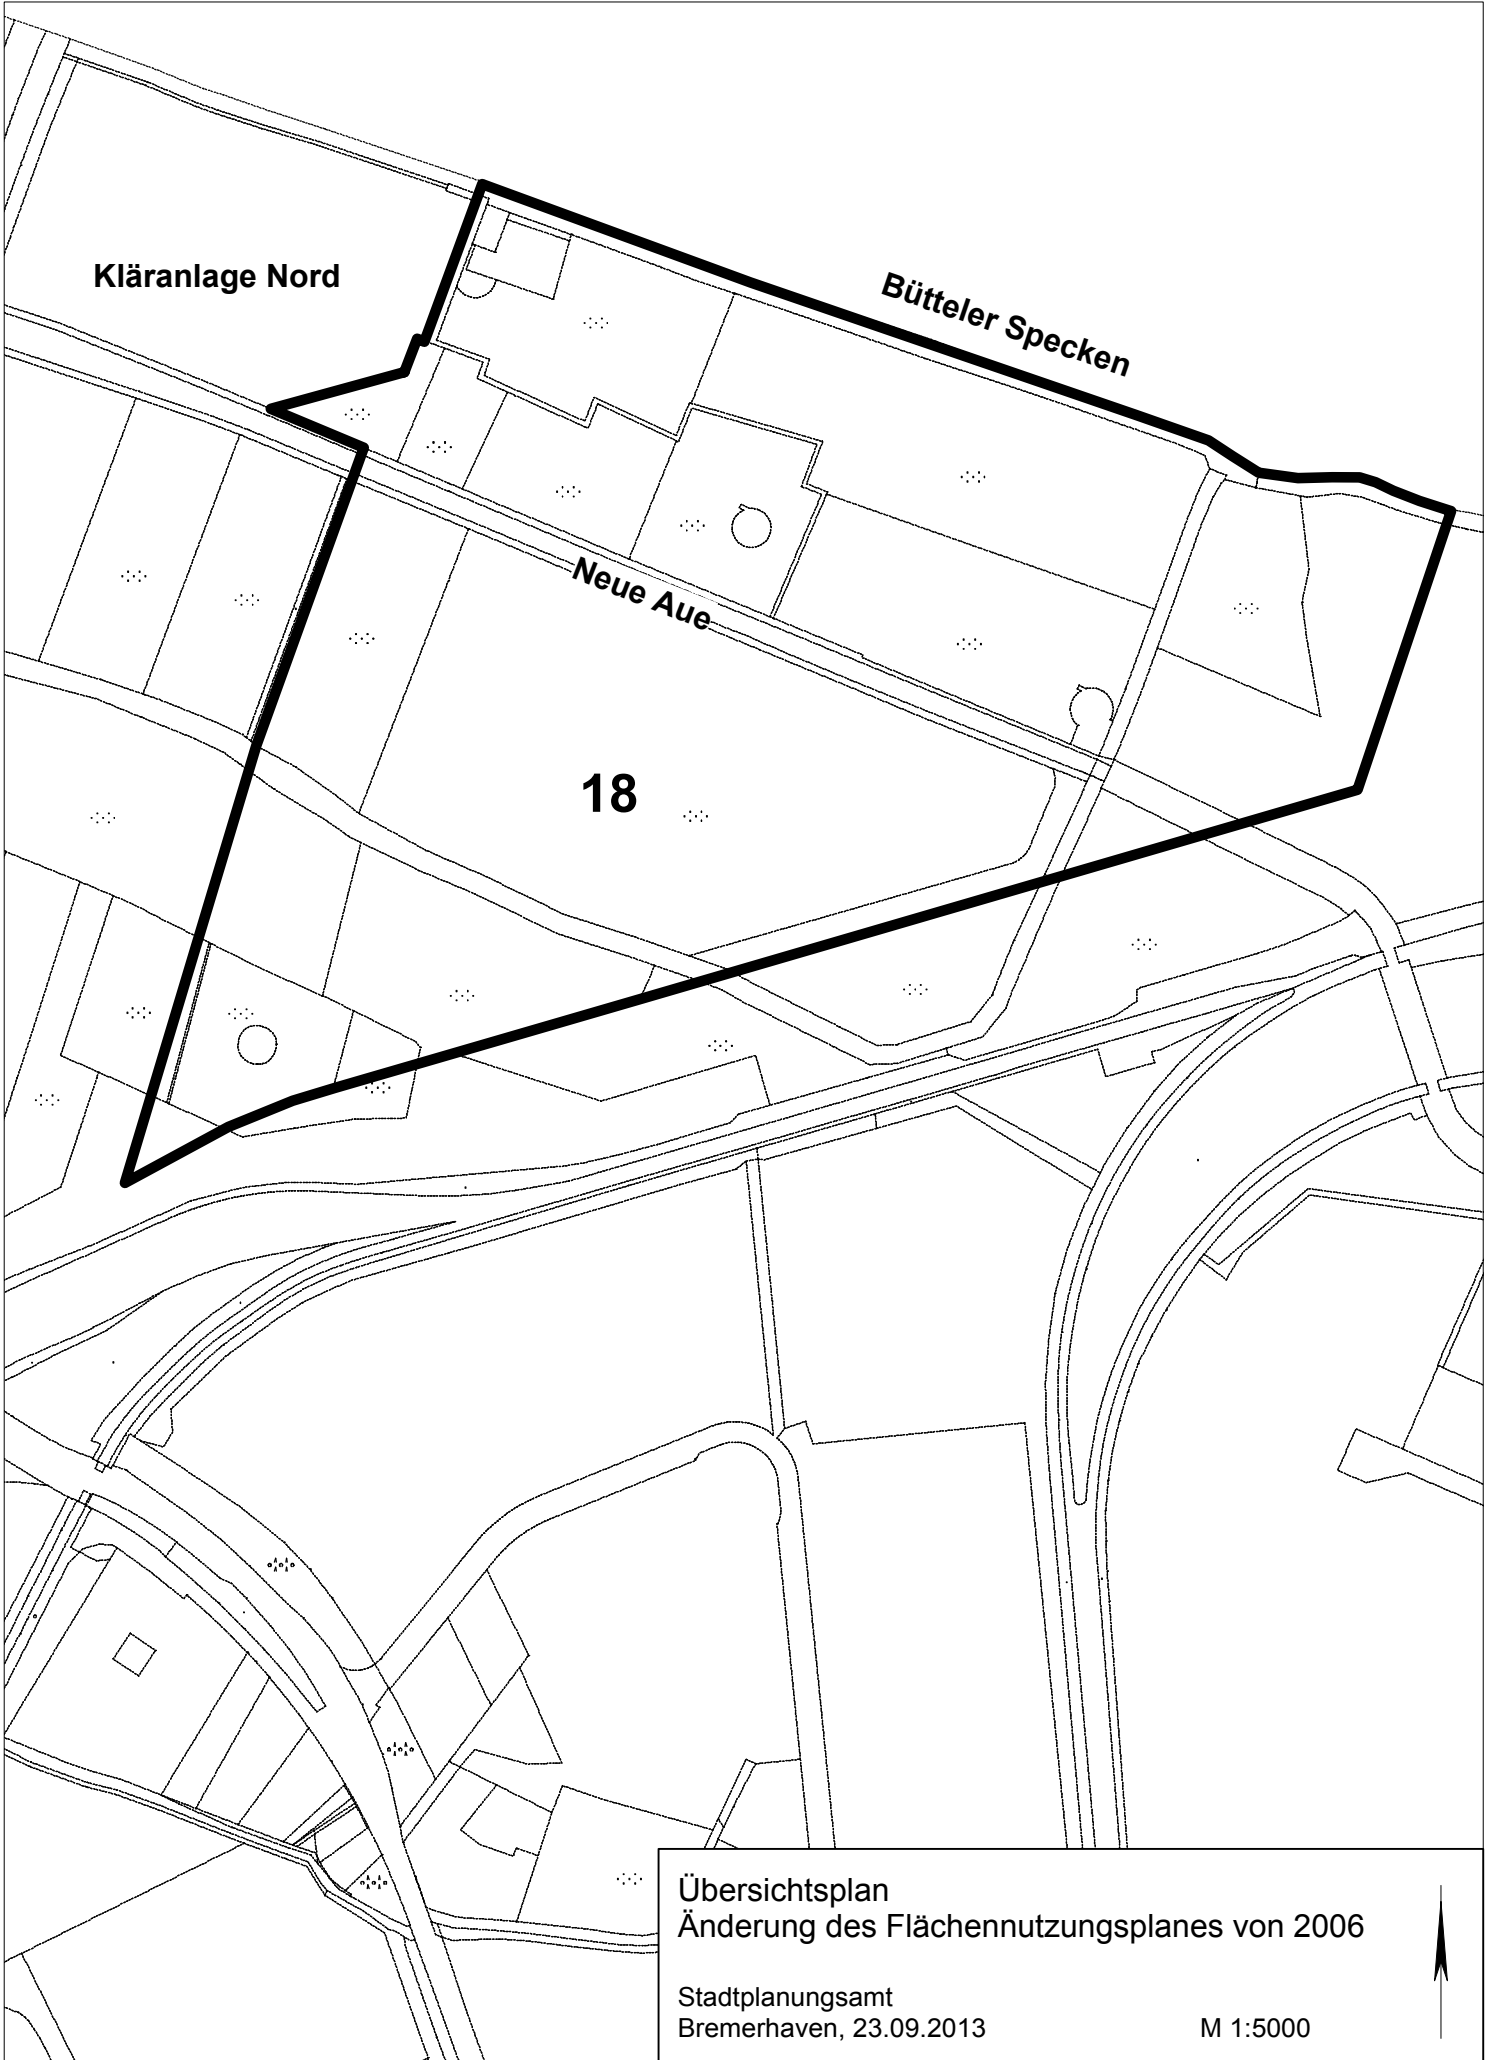 Kläranlage Nord
Bütteler Specken
Neue Aue
18
Übersichtsplan
Änderung des Flächennutzungsplanes von 2006
Stadtplanungsamt
Bremerhaven, 23.09.2013 M 1:5000